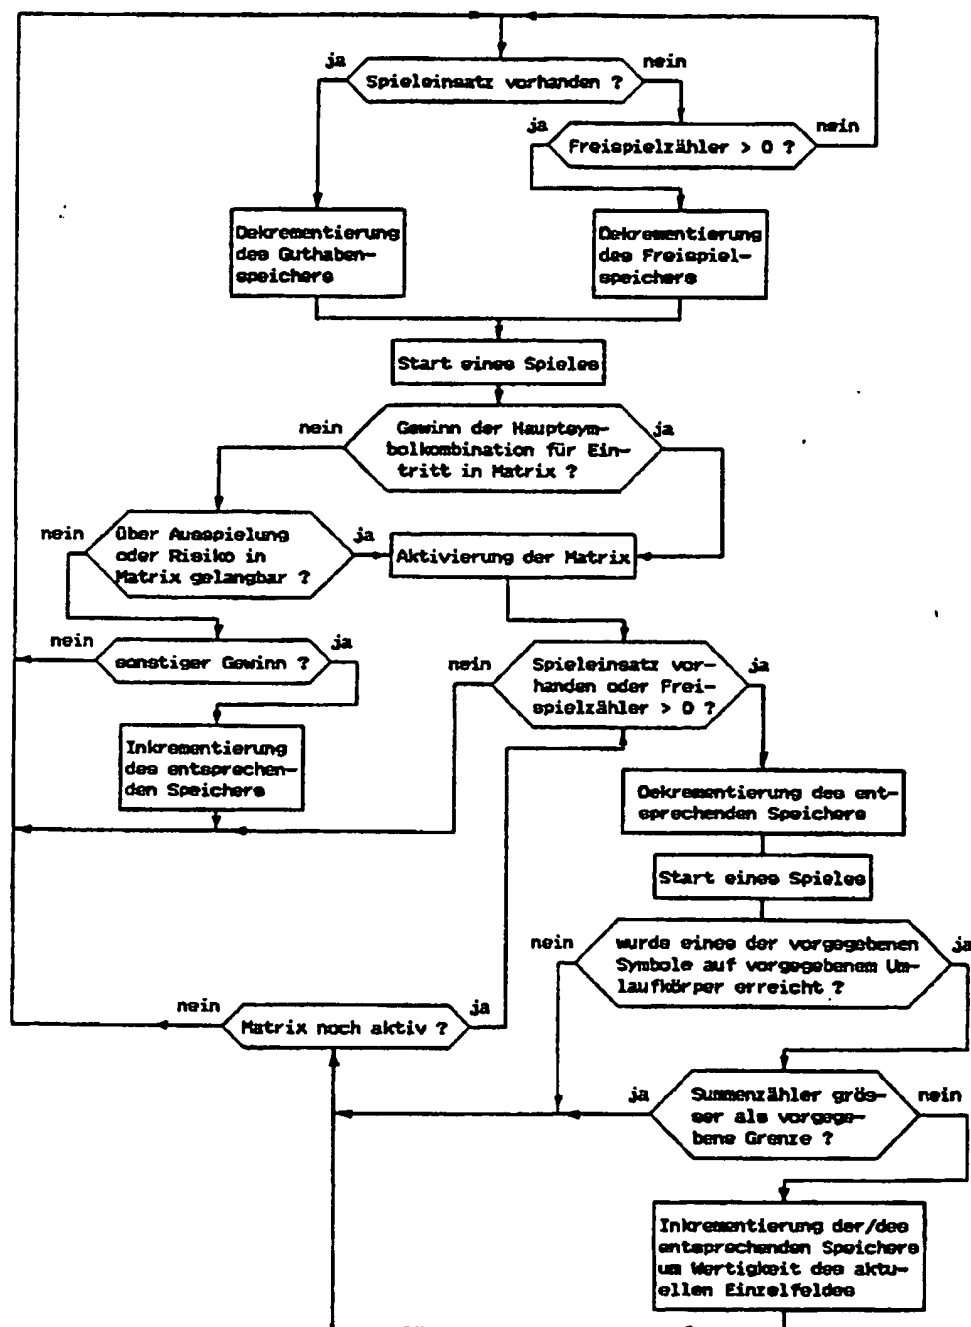 ja
nein
Spieleinsatz vorhanden ?
ja
nein
Freispielzähler > 0 ?
Dekrementierung
des Guthaben-
speichers
Dekrementierung
des Freispiel-
speichers
Start eines Spieles
nein
Gewinn der Hauptsym-
bolkombination für Ein-
tritt in Matrix ?
ja
nein
über Ausspielung
oder Risiko in
Matrix gelangbar ?
ja
Aktivierung der Matrix
nein
sonstiger Gewinn ?
ja
nein
Spieleinsatz vor-
handen oder Frei-
spielzähler > 0 ?
ja
Inkrementierung
des entsprechen-
den Speichers
Dekrementierung des ent-
sprechenden Speichers
Start eines Spieles
nein
wurde eines der vorgegebenen
Symbole auf vorgegebenem Um-
laufkörper erreicht ?
ja
nein
Matrix noch aktiv ?
ja
ja
Summenzähler grös-
ser als vorgege-
bene Grenze ?
nein
Inkrementierung der/des
entsprechenden Speichers
um Wertigkeit des aktu-
ellen Einzelfeldes